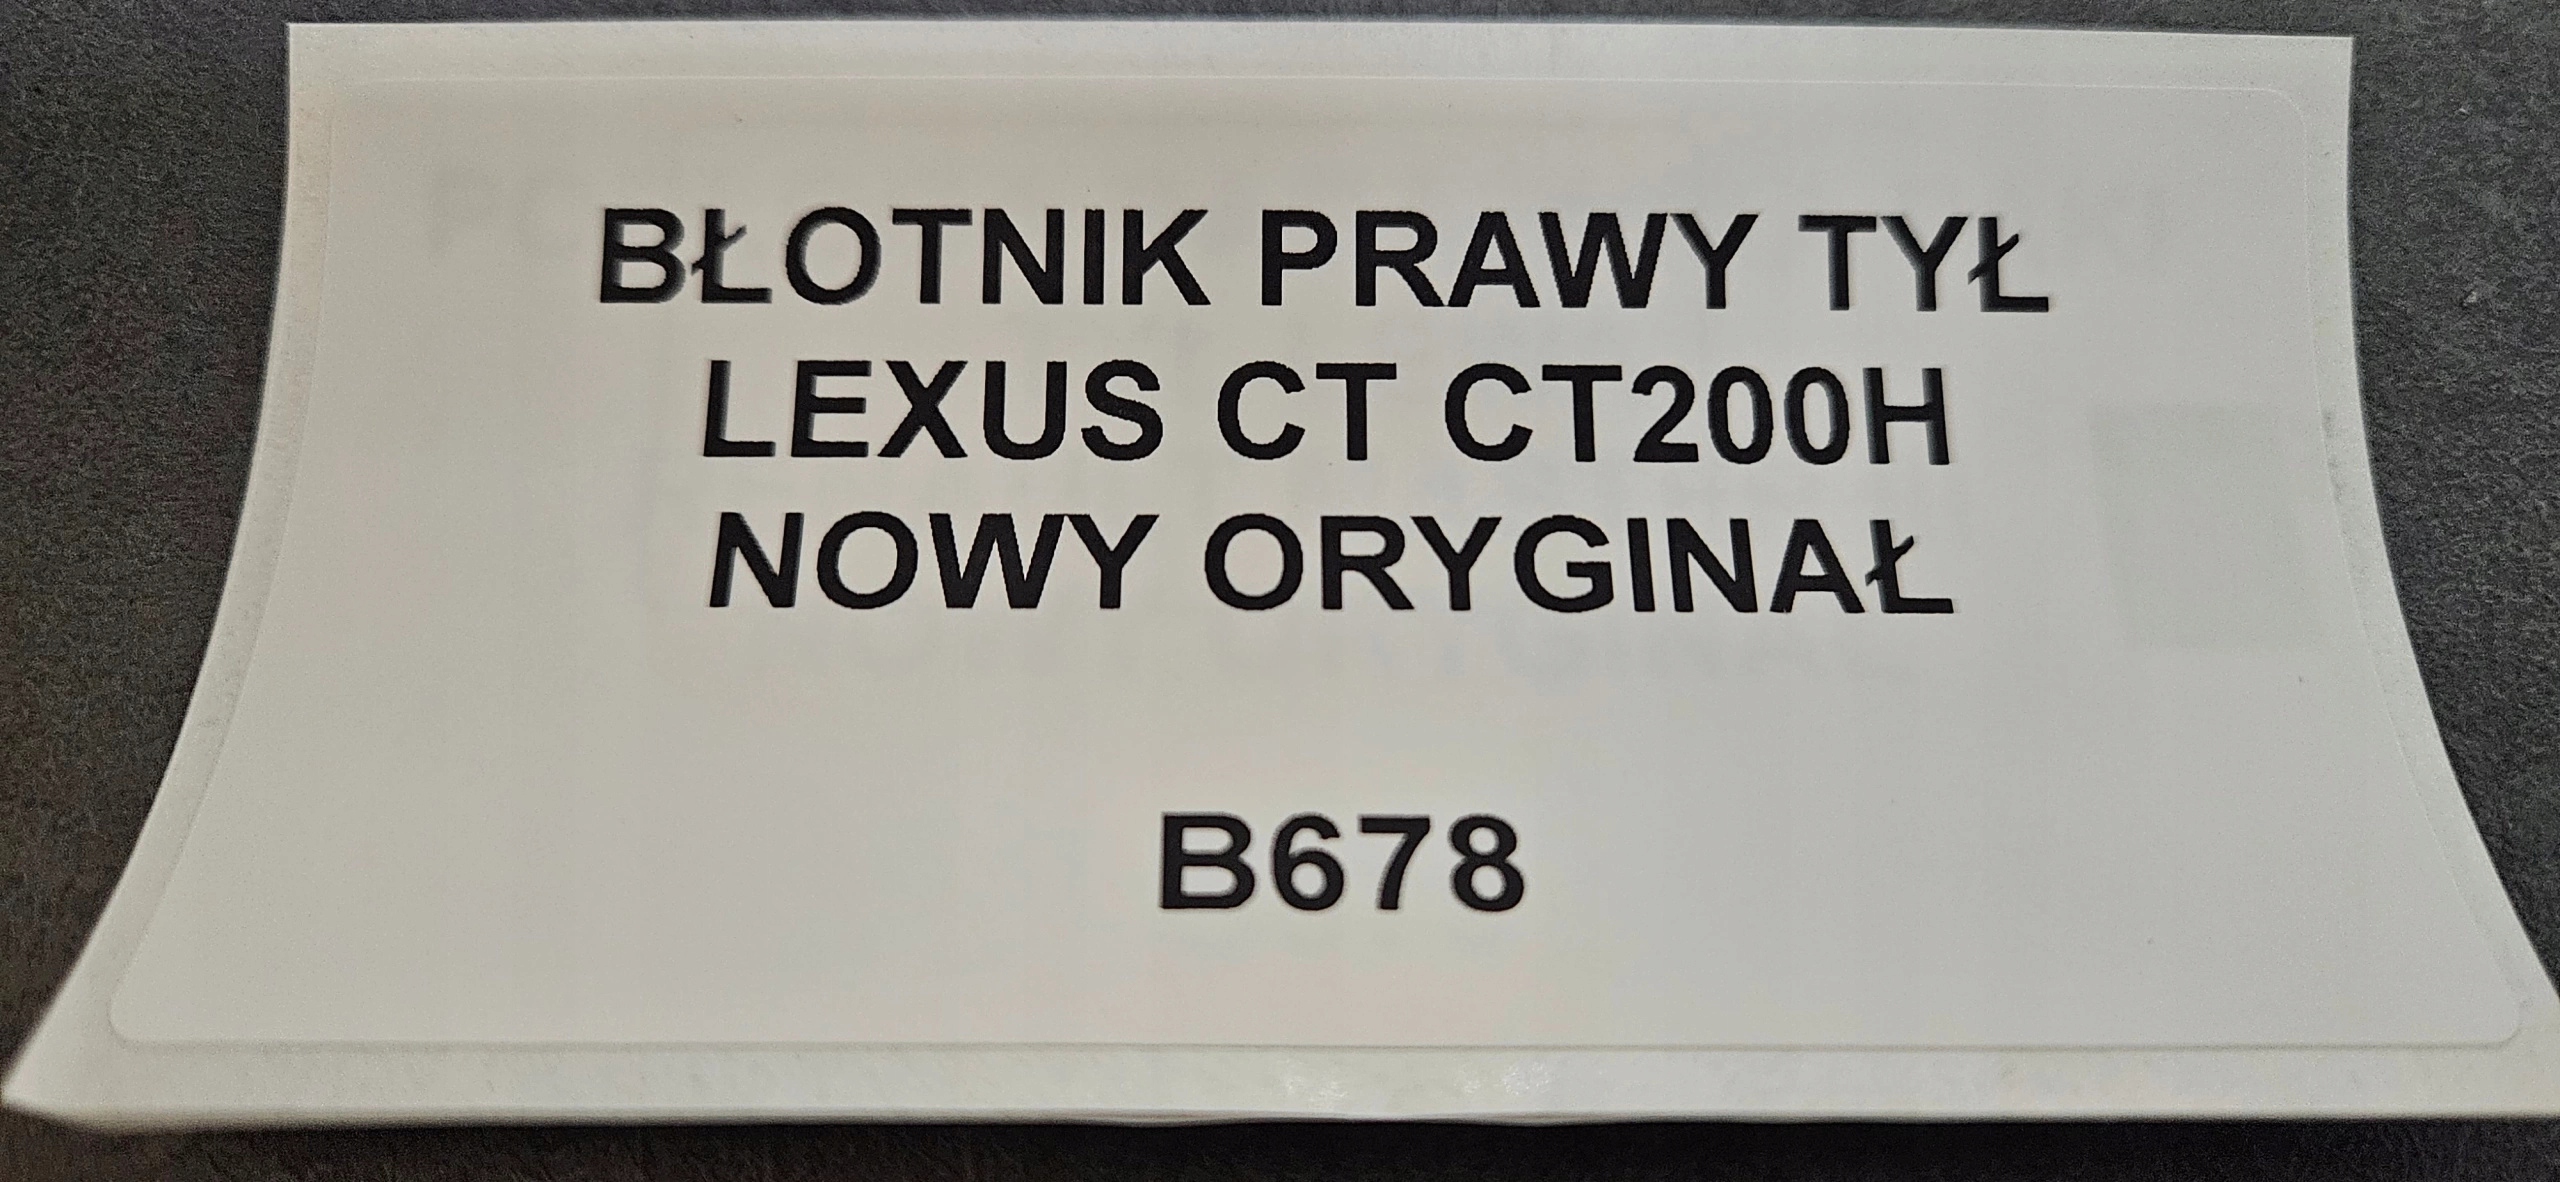 BŁOTNIK PRAWY TYŁ
LEXUS CT CT200H
NOWY ORYGINAŁ
B678